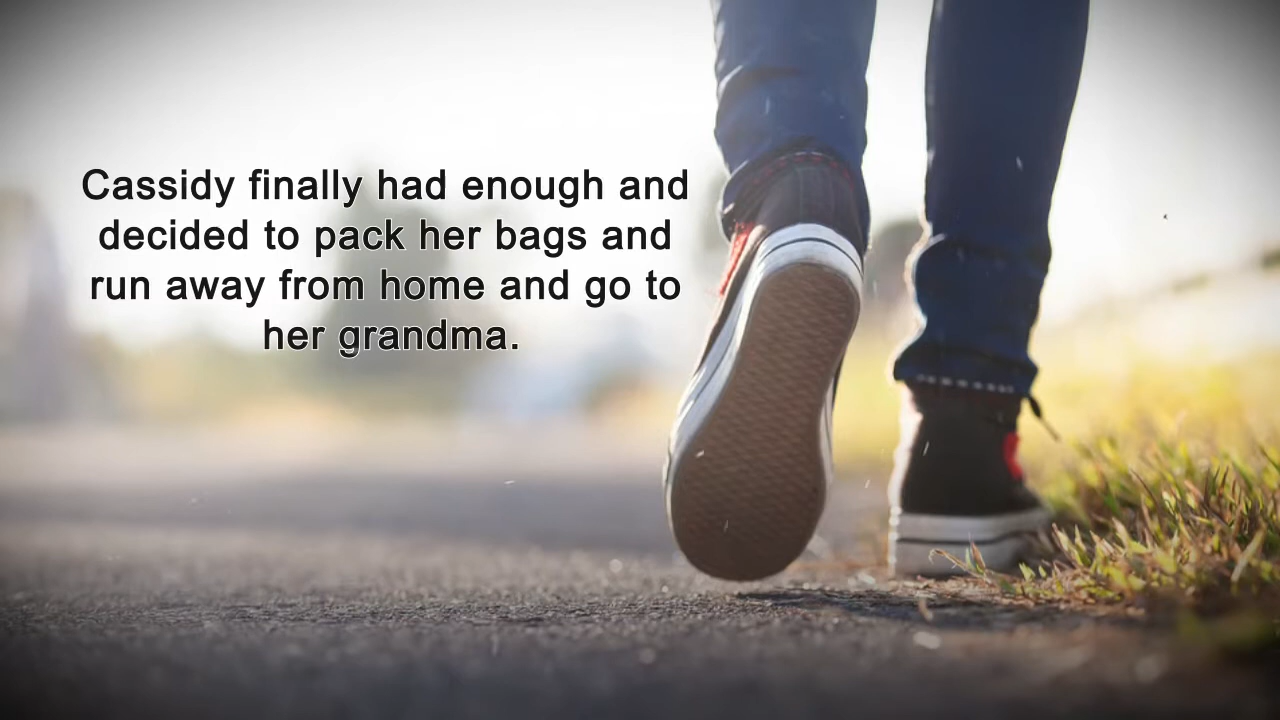 Cassidy finally had enough and
decided to pack her bags and
run away from home and go to
her grandma.